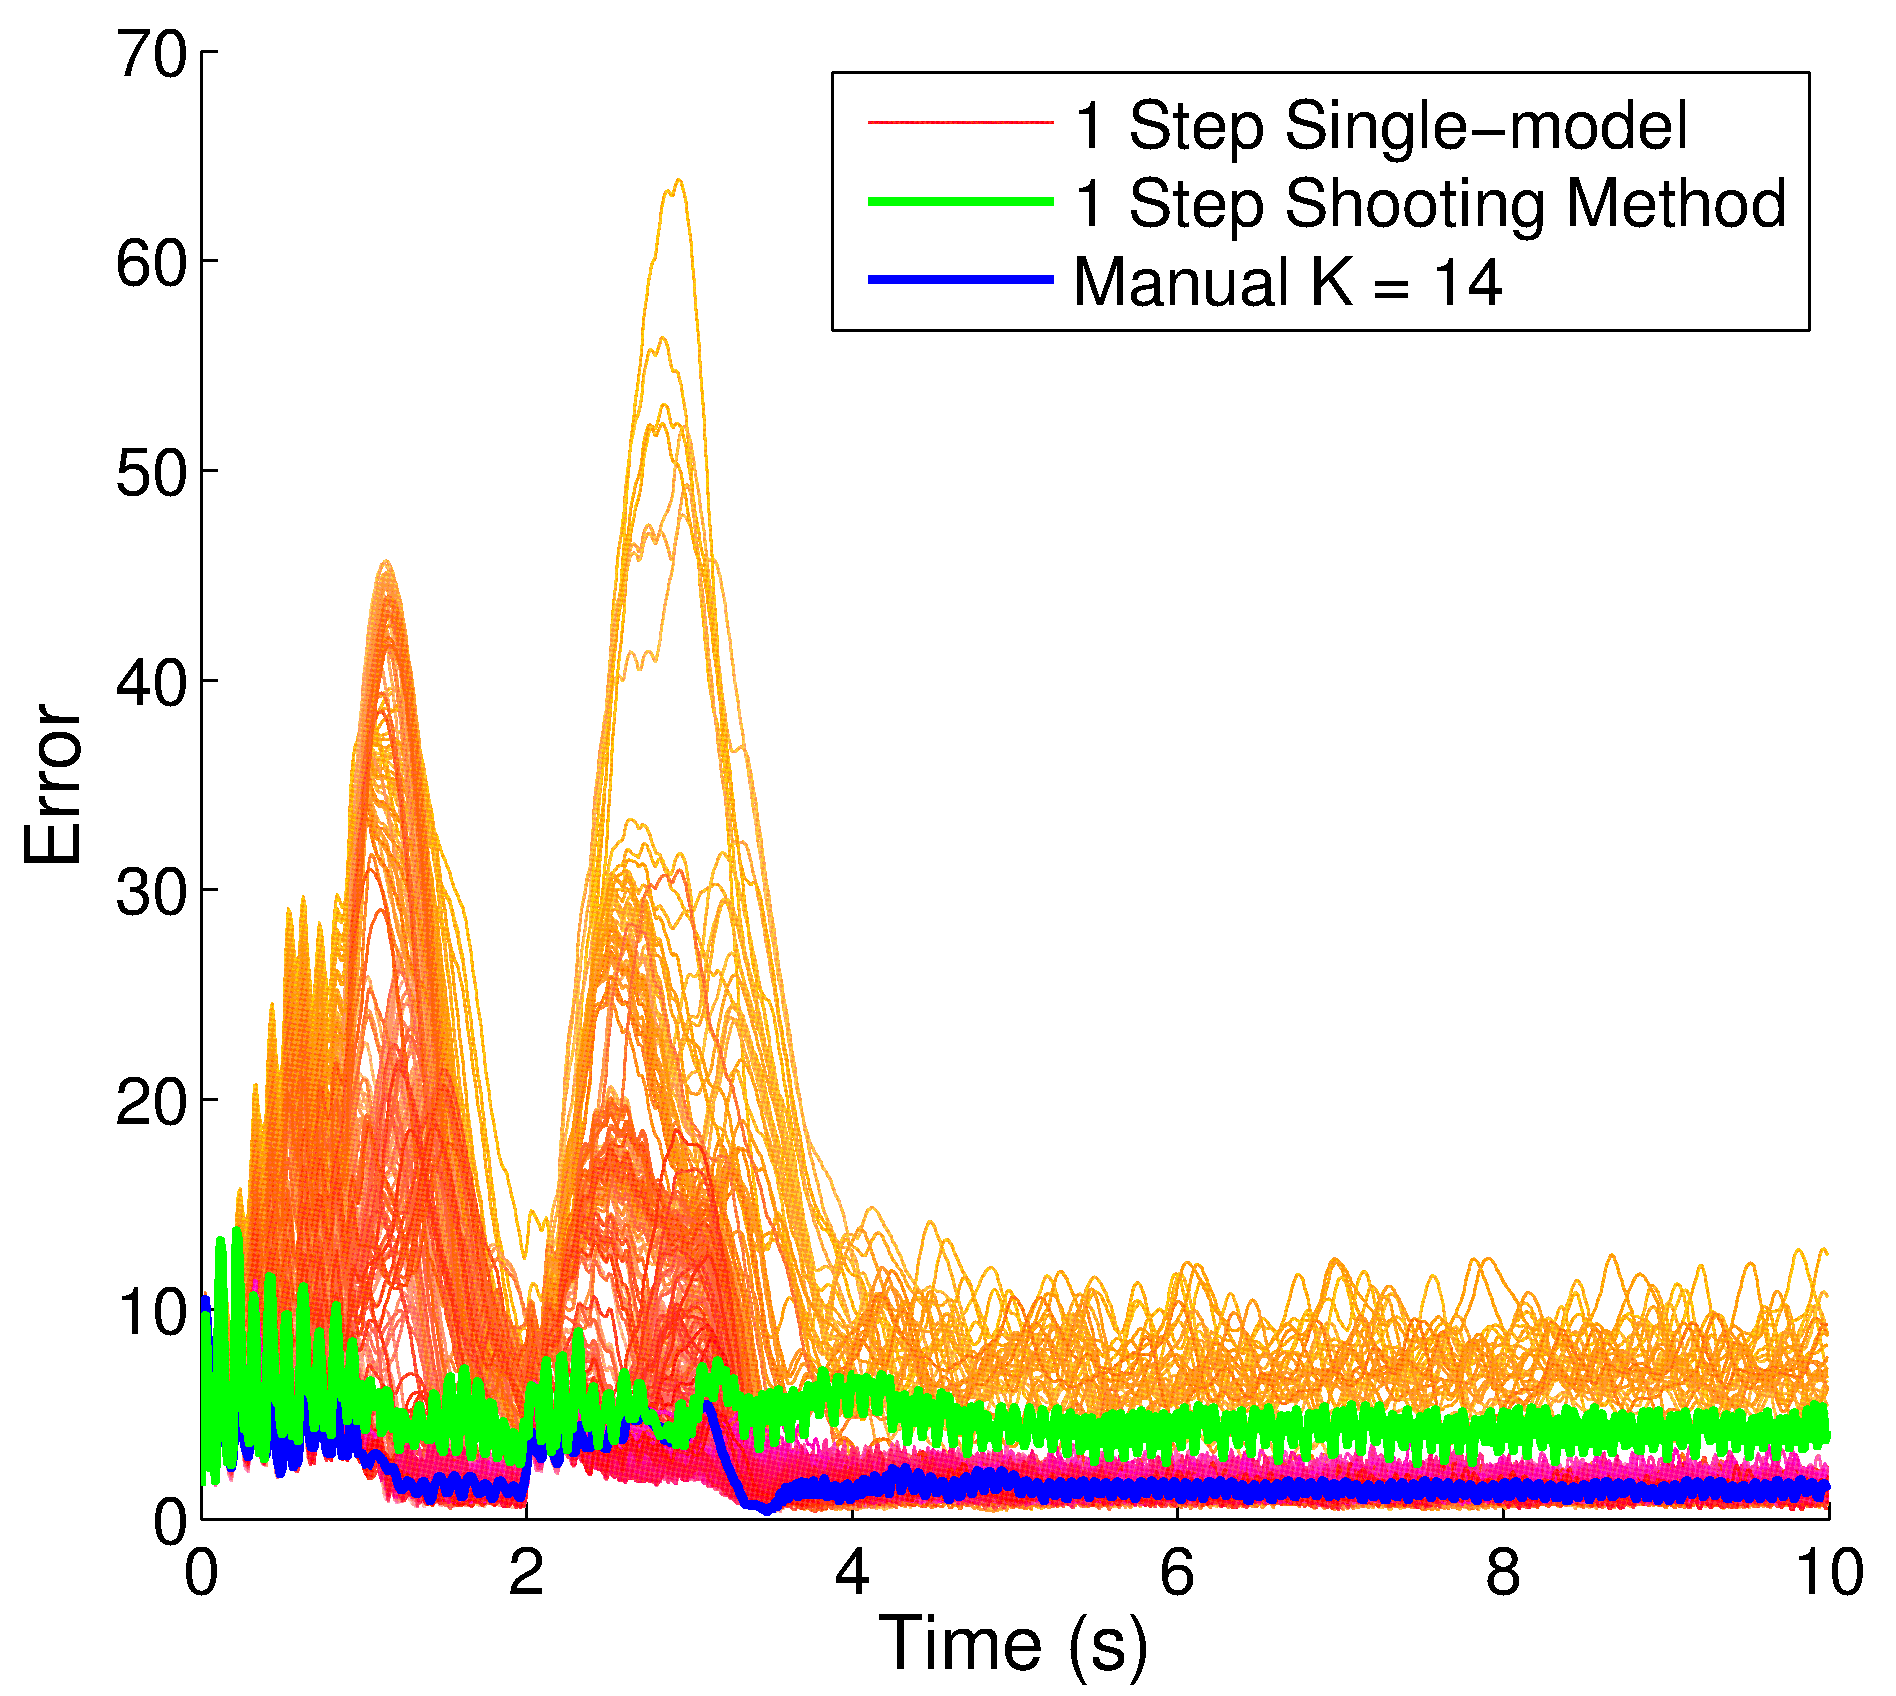 70
60
50
40
30
20
10
0
Error
1 Step Single−model
1 Step Shooting Method
Manual K = 14
0 2 4 6 8 10
Time (s)